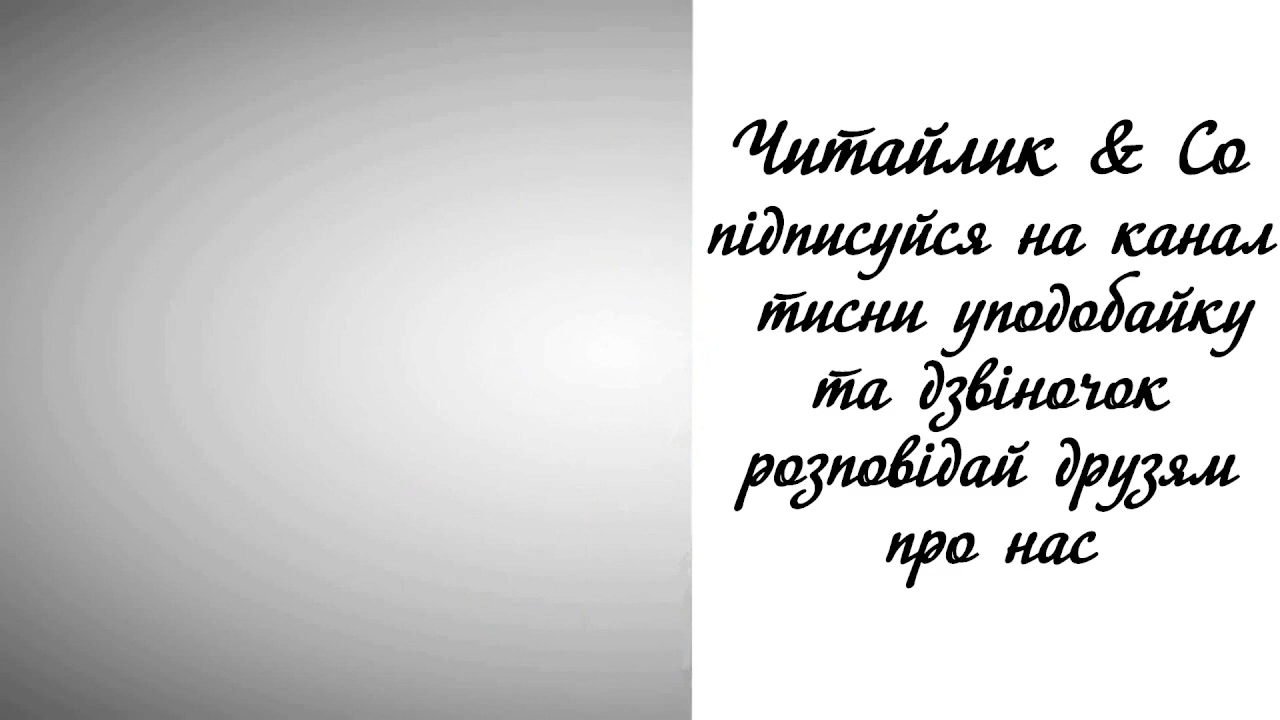 Читайлик & Co
підписуйся на канал
тисни уподобайку
та дзвіночок
розповідай друзям
про нас